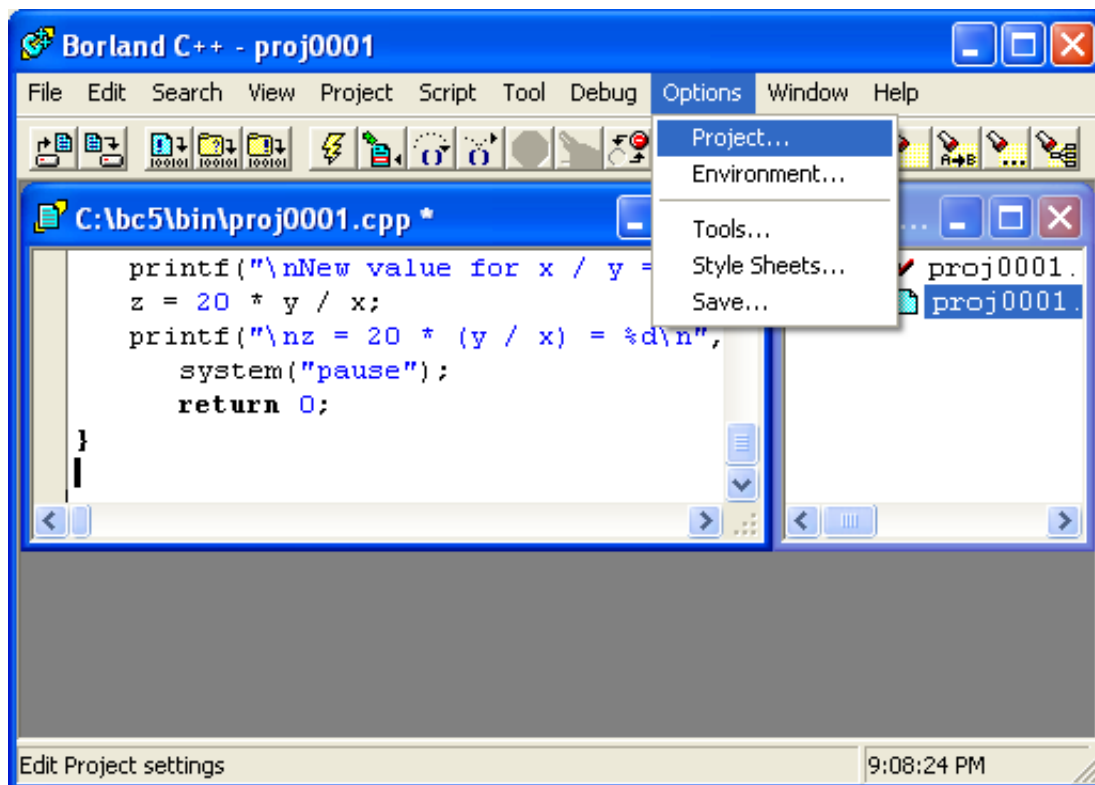 Borland C++ - proj0001
File Edit Search View Project Script Tool Debug Options Window Help
Project...
Environment...
Tools...
Style Sheets...
Save...
A→B
C:\bc5\bin\proj0001.cpp *
...
printf("\nNew value for x / y =
z = 20 * y / x;
printf("\nz = 20 * (y / x) = %d\n",
system("pause");
return 0;
}
proj0001.
proj0001.
Edit Project settings
9:08:24 PM